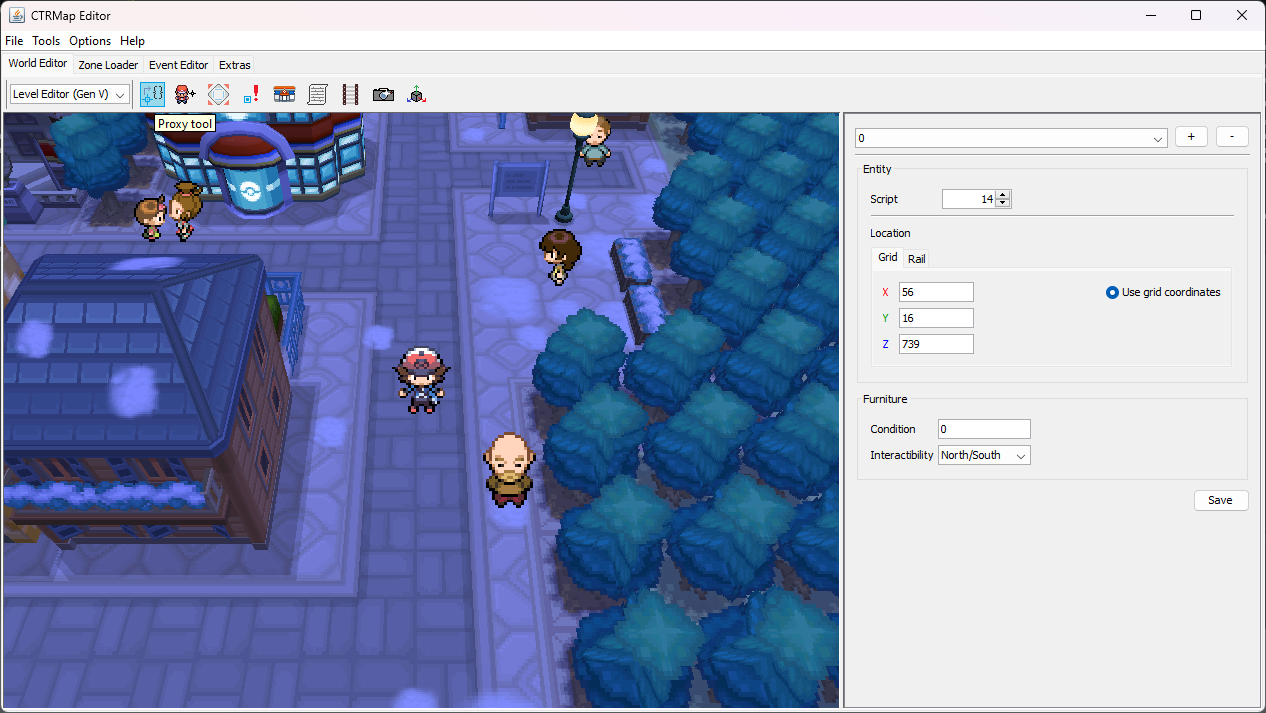 CTRMap Editor
File Tools Options Help
World Editor Zone Loader Event Editor Extras
Level Editor (Gen V)
Proxy tool
0 + -
Entity
Script 14
Location
Grid Rail
X 56 Use grid coordinates
Y 16
Z 739
Furniture
Condition 0
Interactibility North/South
Save